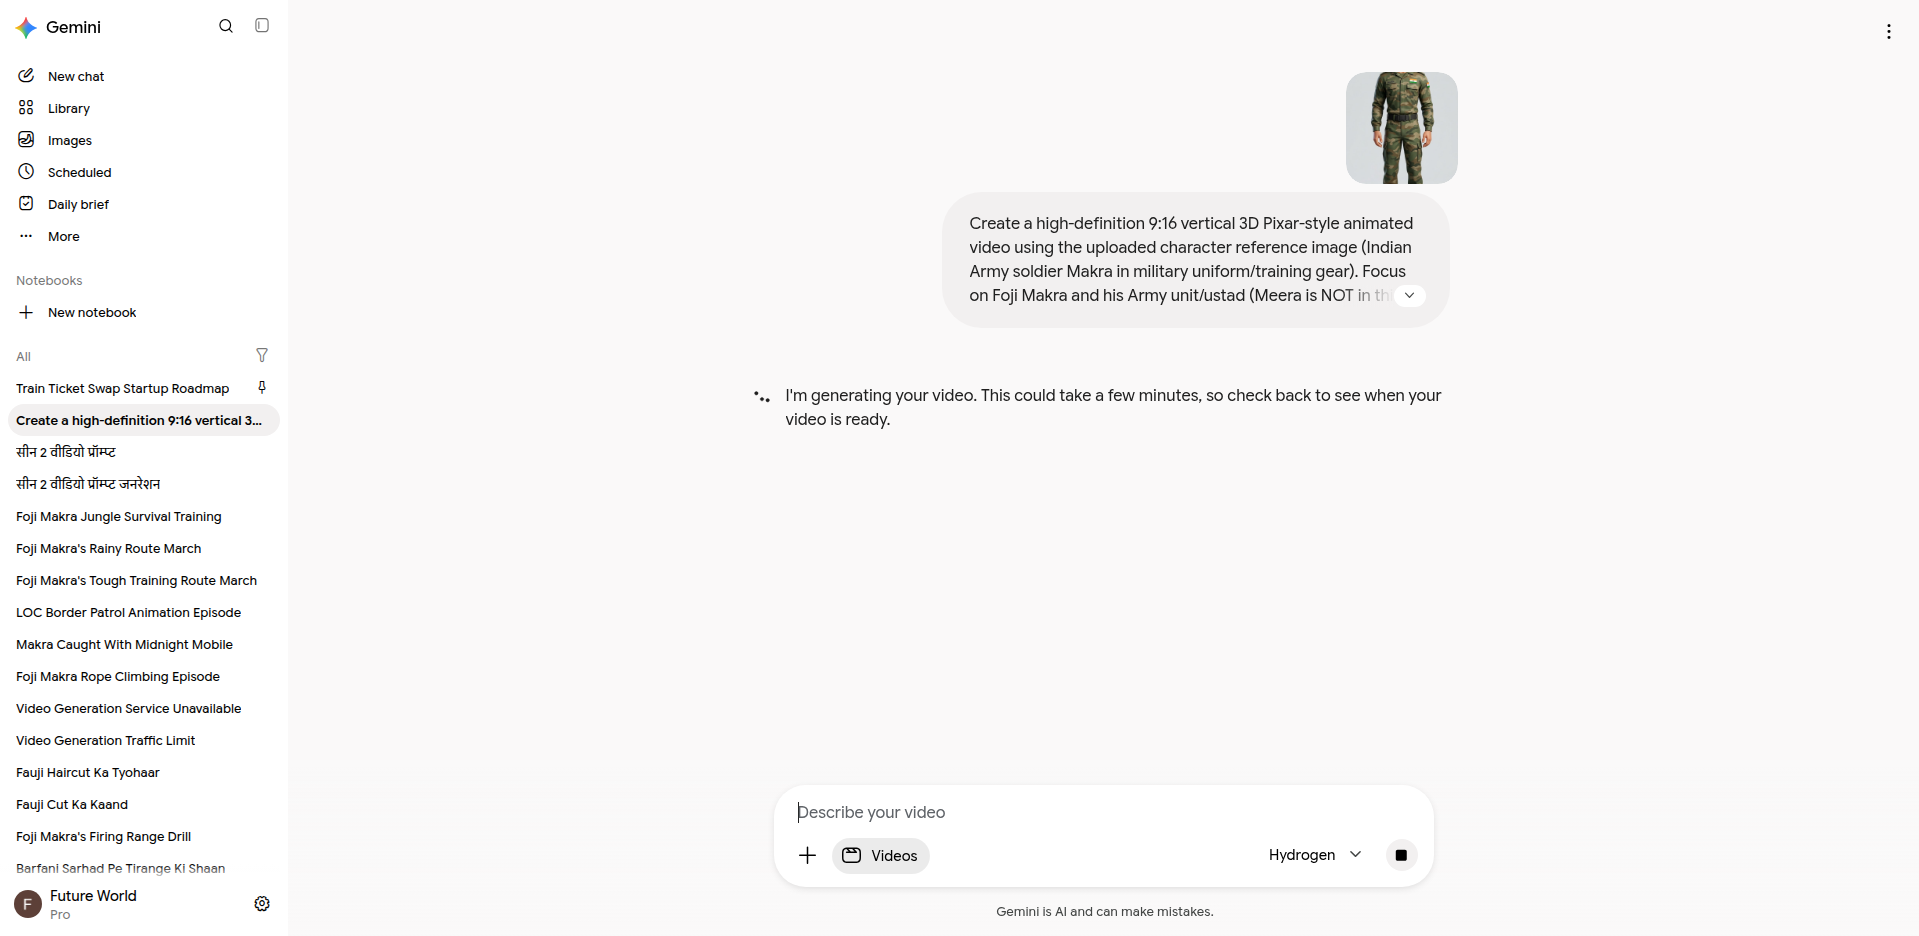 Gemini
New chat
Library
Images
Scheduled
Daily brief
More
Notebooks
New notebook
All
Train Ticket Swap Startup Roadmap
Create a high-definition 9:16 vertical 3...
सीन 2 वीडियो प्रॉम्प्ट
सीन 2 वीडियो प्रॉम्प्ट जनरेशन
Foji Makra Jungle Survival Training
Foji Makra's Rainy Route March
Foji Makra's Tough Training Route March
LOC Border Patrol Animation Episode
Makra Caught With Midnight Mobile
Foji Makra Rope Climbing Episode
Video Generation Service Unavailable
Video Generation Traffic Limit
Fauji Haircut Ka Tyohaar
Fauji Cut Ka Kaand
Foji Makra's Firing Range Drill
Barfani Sarhad Pe Tirange Ki Shaan
F
Future World
Pro
Create a high-definition 9:16 vertical 3D Pixar-style animated
video using the uploaded character reference image (Indian
Army soldier Makra in military uniform/training gear). Focus
on Foji Makra and his Army unit/ustad (Meera is NOT in
I'm generating your video. This could take a few minutes, so check back to see when your
video is ready.
Describe your video
Videos
Hydrogen
Gemini is AI and can make mistakes.